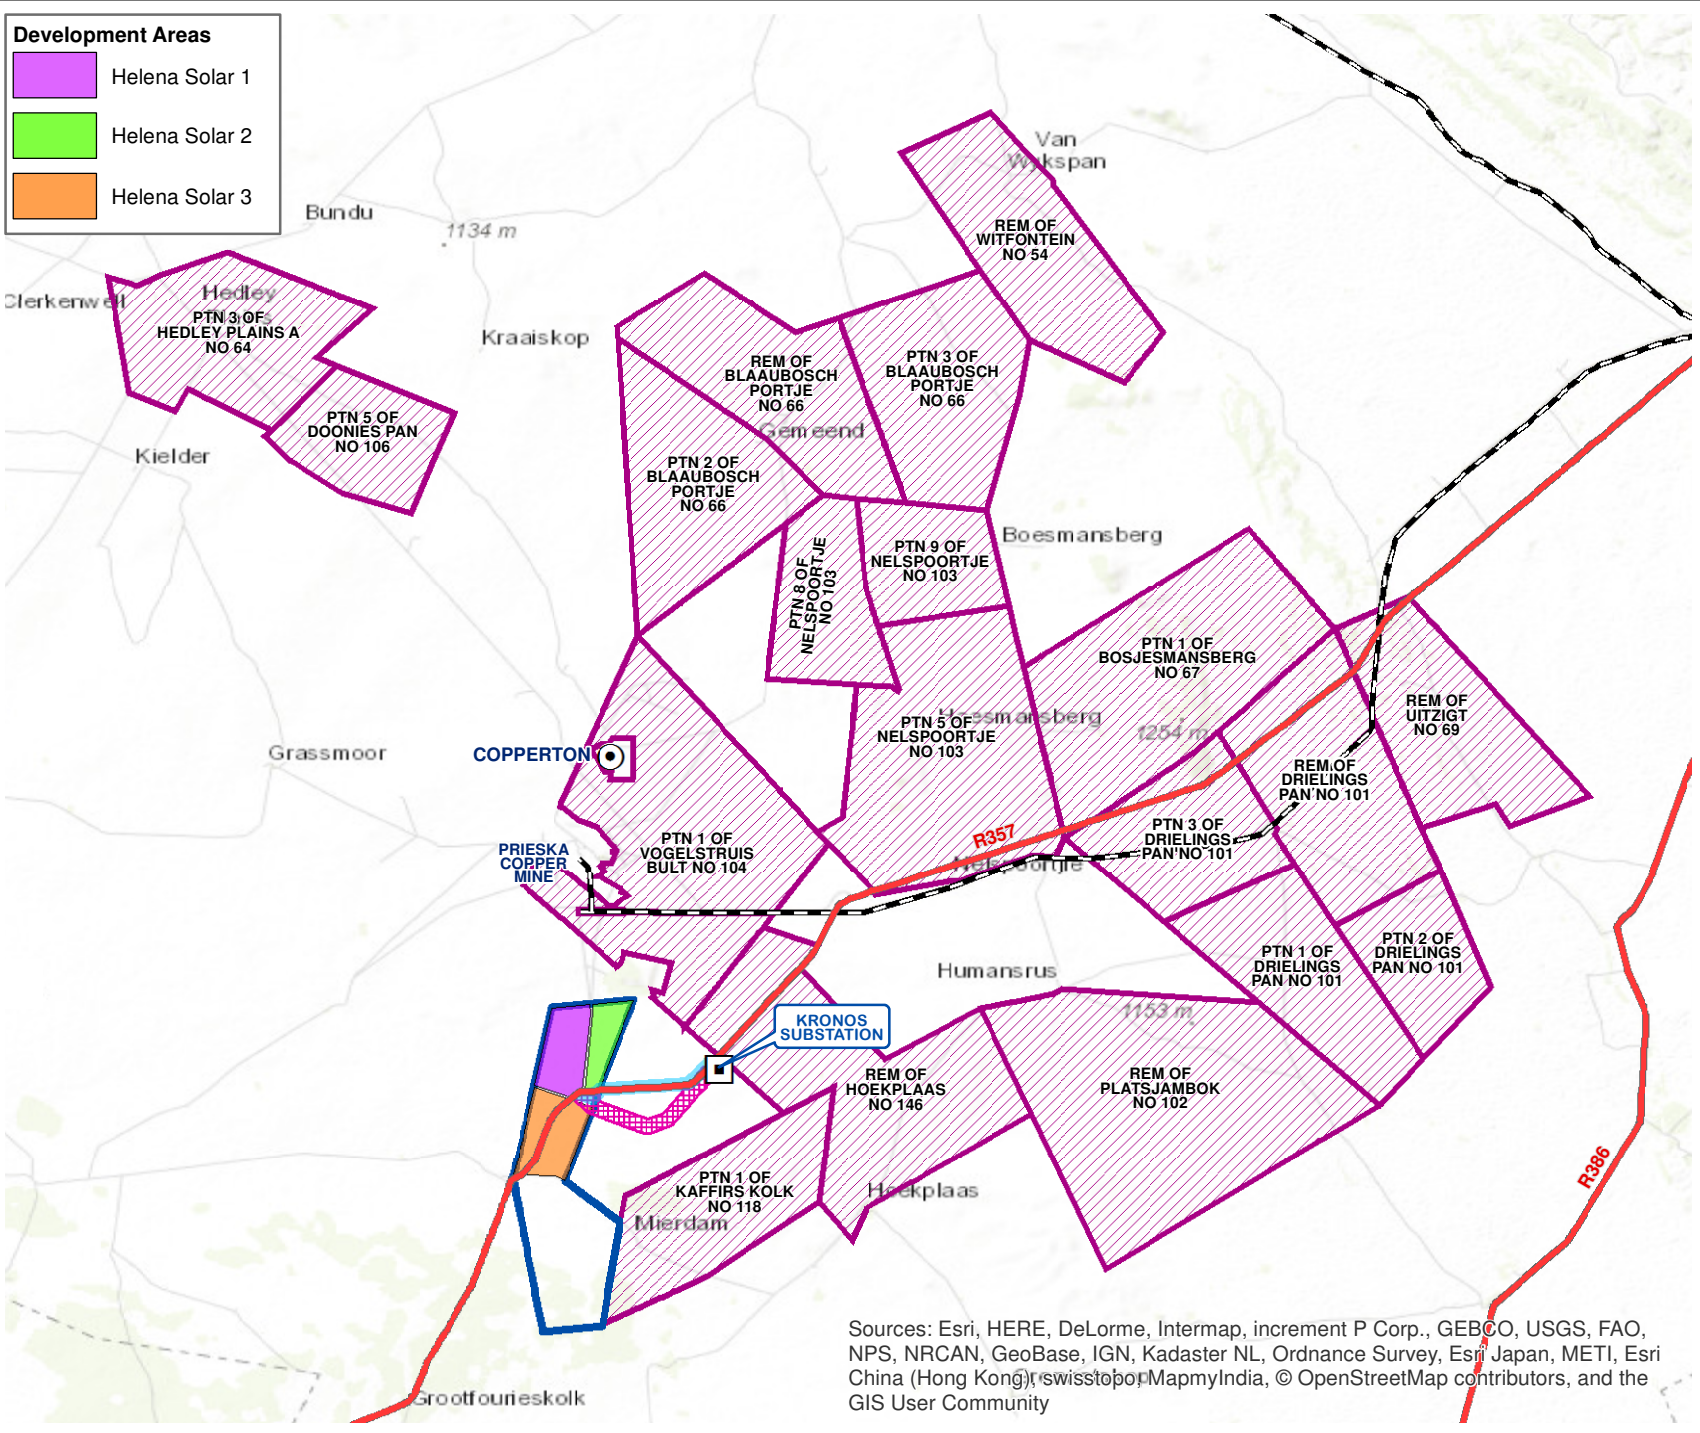 Development Areas
Helena Solar 1
Helena Solar 2
Helena Solar 3
Van
Wykspan
Bundu
1134 m
REM OF
WITFONTEIN
NO 54
Clerkenwell
Hedley
PTN 3 OF
HEDLEY PLAINS A
NO 64
Kraaiskop
REM OF
BLAAUBOSCH
PORTJE
NO 66
PTN 3 OF
BLAAUBOSCH
PORTJE
NO 66
PTN 5 OF
DOONIES PAN
NO 106
Gemeend
Kielder
PTN 2 OF
BLAAUBOSCH
PORTJE
NO 66
Boesmansberg
PTN 8 OF
NELSPOORTJE
NO 103
PTN 9 OF
NELSPOORTJE
NO 103
PTN 1 OF
BOSJESMANSBERG
NO 67
REM OF
UITZIGT
NO 69
Boesmansberg
PTN 5 OF
NELSPOORTJE
NO 103
1254 m
Grassmoor
COPPERTON
REM OF
DRIELINGS
PAN NO 101
R357
PTN 3 OF
DRIELINGS
PAN NO 101
PRIESKA
COPPER
MINE
PTN 1 OF
VOGELSTRUIS
BULT NO 104
Nelspoortjie
Humansrus
PTN 1 OF
DRIELINGS
PAN NO 101
PTN 2 OF
DRIELINGS
PAN NO 101
1153 m
KRONOS
SUBSTATION
REM OF
HOEKPLAAS
NO 146
REM OF
PLATSJAMBOK
NO 102
PTN 1 OF
KAFFIRS KOLK
NO 118
Hoekplaas
Mierdam
R386
Grootfourieskolk
Sources: Esri, HERE, DeLorme, Intermap, increment P Corp., GEBCO, USGS, FAO,
NPS, NRCAN, GeoBase, IGN, Kadaster NL, Ordnance Survey, Esri Japan, METI, Esri
China (Hong Kong), swisstopo, MapmyIndia, © OpenStreetMap contributors, and the
GIS User Community